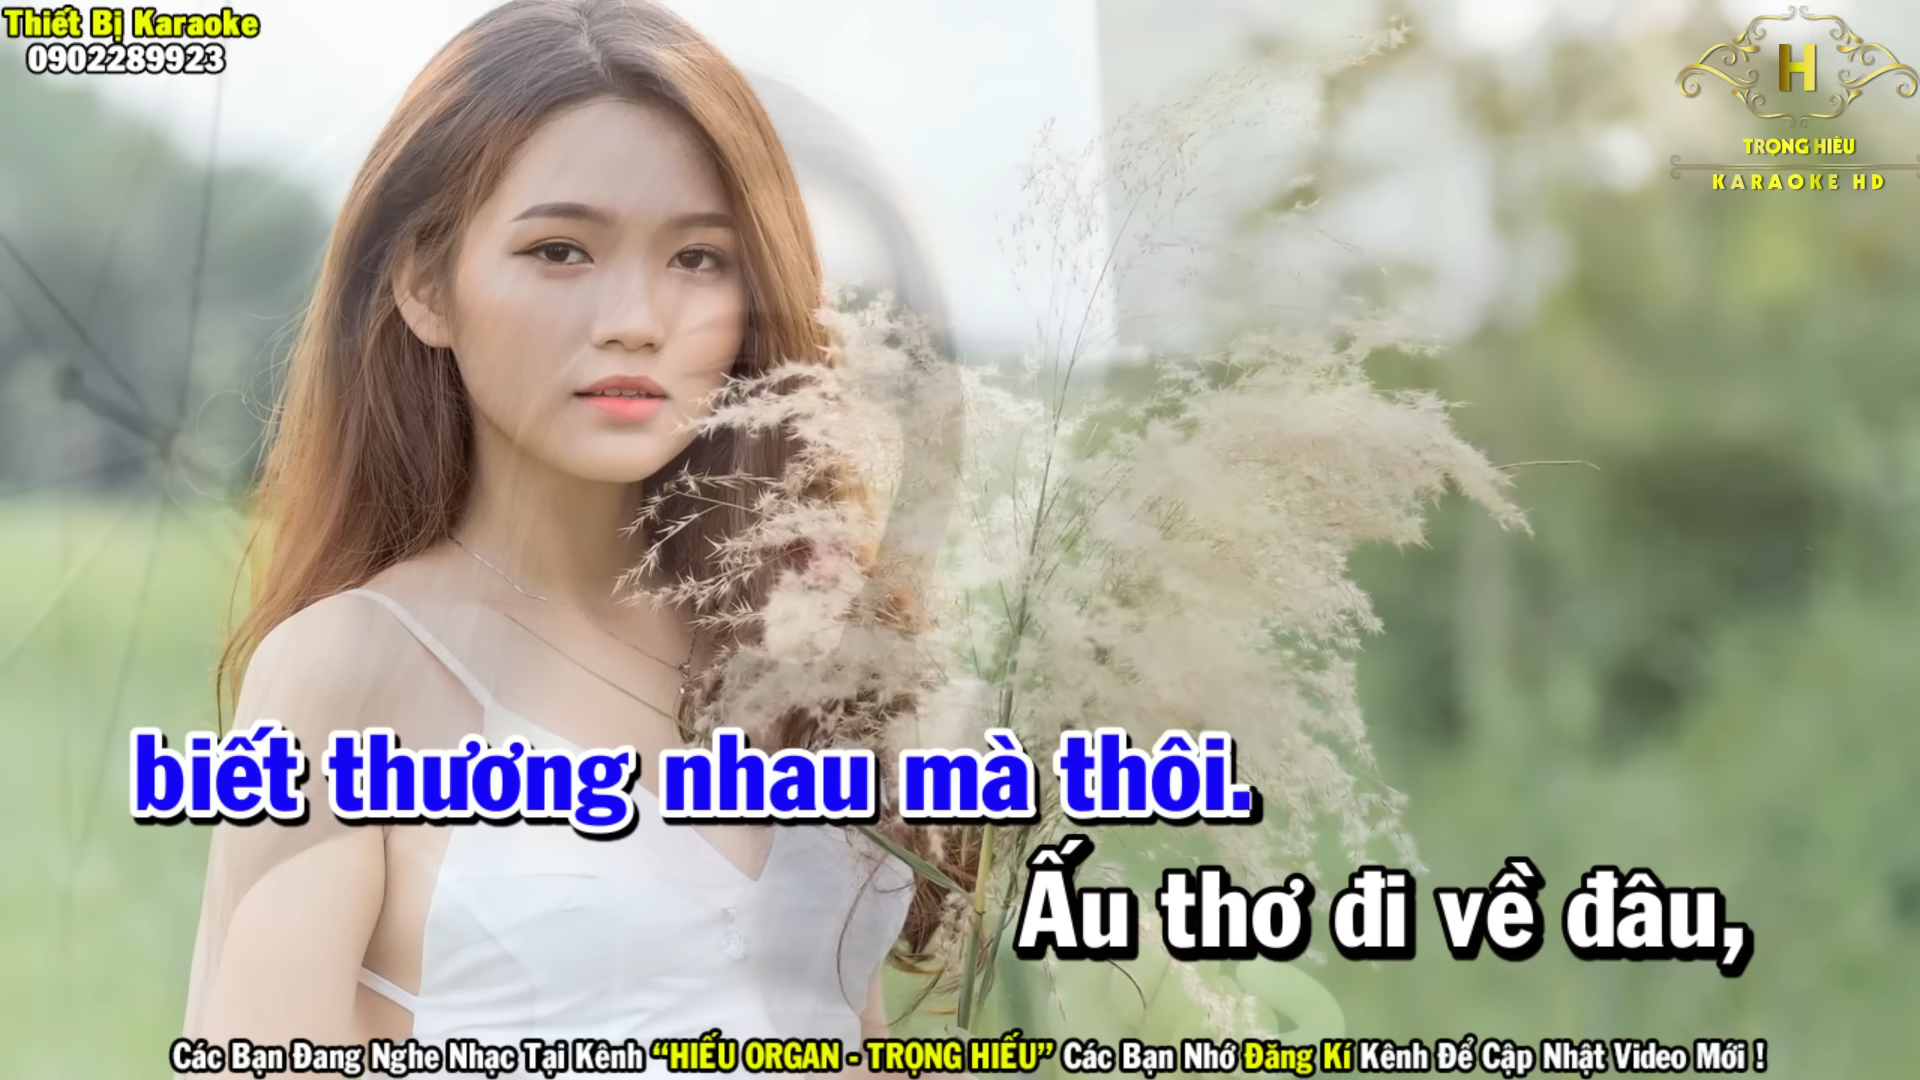 Thiết Bị Karaoke
0902289923
H
TRỌNG HIẾU
KARAOKE HD
biết thương nhau mà thôi.
Ấu thơ đi về đâu,
Các Bạn Đang Nghe Nhạc Tại Kênh “HIẾU ORGAN - TRỌNG HIẾU” Các Bạn Nhớ Đăng Kí Kênh Để Cập Nhật Video Mới !